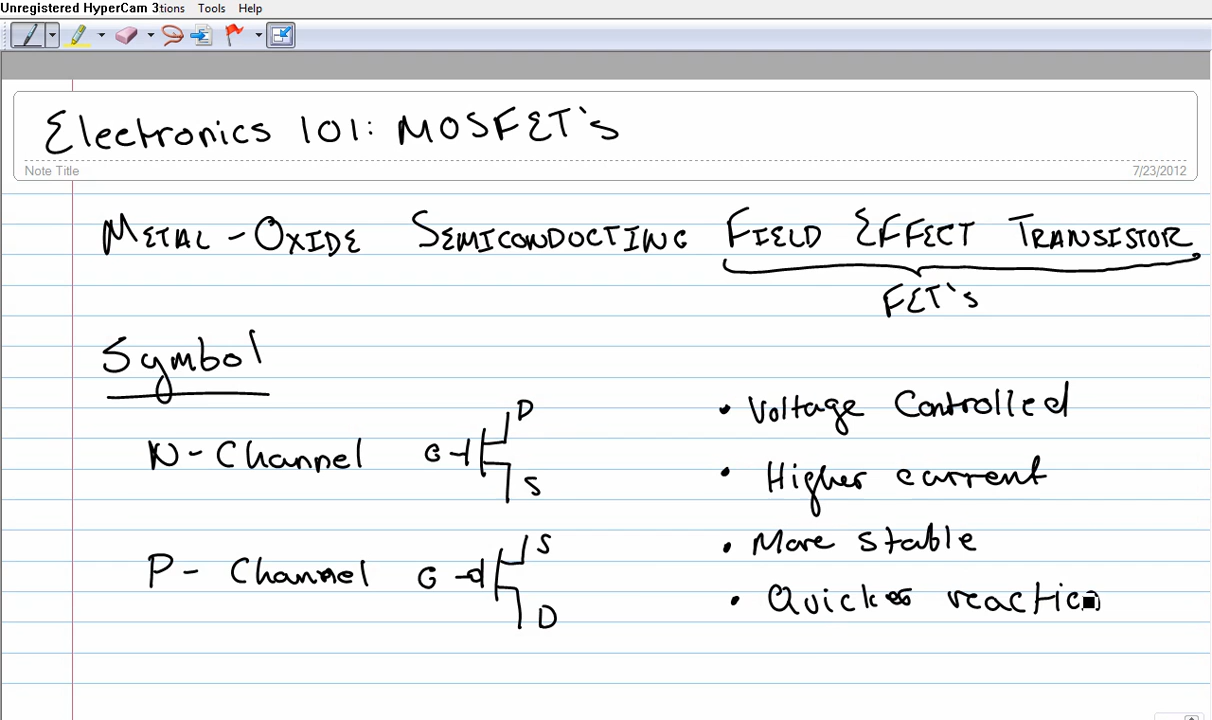 Unregistered HyperCam 3tions Tools Help
Electronics 101: MOSFET's
Note Title 7/23/2012
METAL-OXIDE SEMICONDUCTING FIELD EFFECT TRANSISTOR
FET's
Symbol
N-Channel G D S
P-Channel G S D
• Voltage Controlled
• Higher current
• More stable
• Quicker reaction